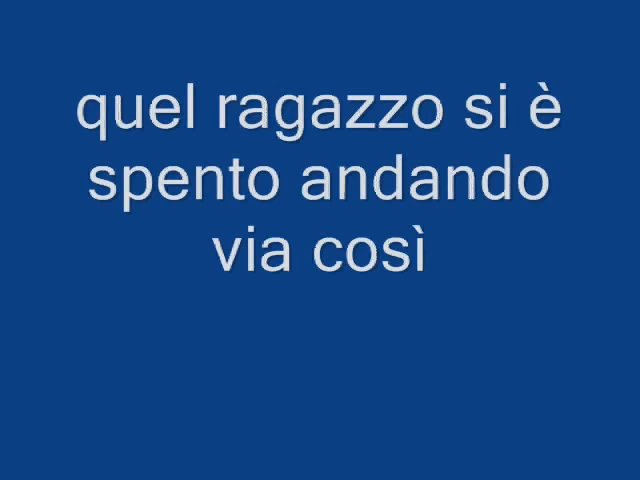 quel ragazzo si è
spento andando
via così